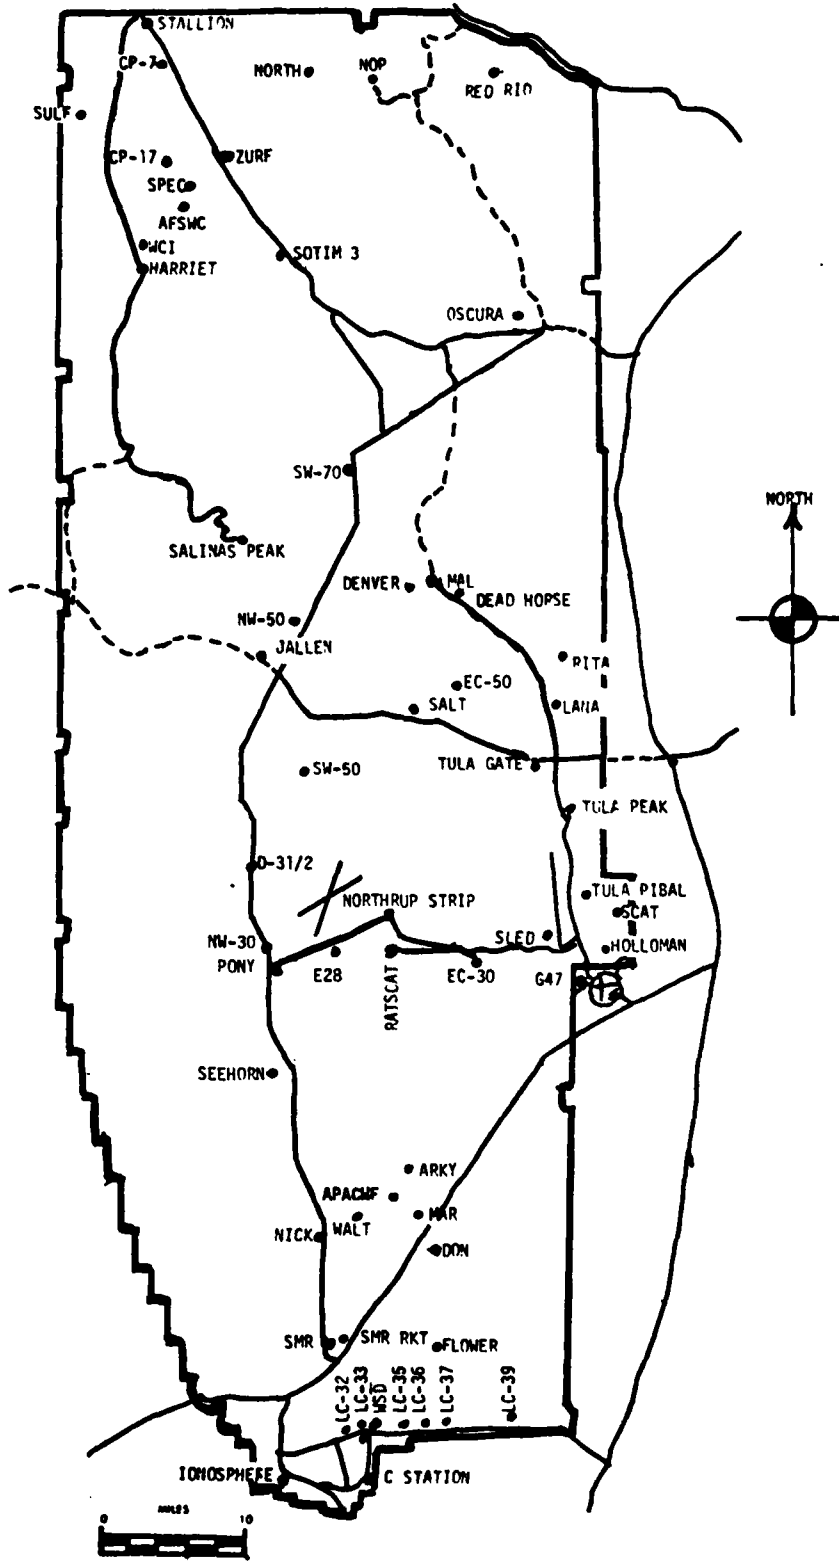 STALLION
CP-7
NORTH
NOP
RED RIO
SULF
CP-17
ZURF
SPEC
AFSWC
WCI
HARRIET
SOTIM 3
OSCURA
SW-70
NORTH
SALINAS PEAK
DENVER
MAL
DEAD HORSE
NW-50
JALLEN
RITA
EC-50
SALT
LANA
TULA GATE
SW-50
TULA PEAK
D-31/2
TULA PIBAL
NORTHRUP STRIP
SCAT
SLED
NW-30
HOLLOMAN
PONY
E28
RATSCAT
EC-30
G47
SEEHORN
ARKY
APACWF
WALT
MAR
NICK
DON
SMR
SMR RKT
FLOWER
LC-32
LC-33
WSD
LC-35
LC-36
LC-37
LC-39
IONOSPHERE
C STATION
MILES
0 10